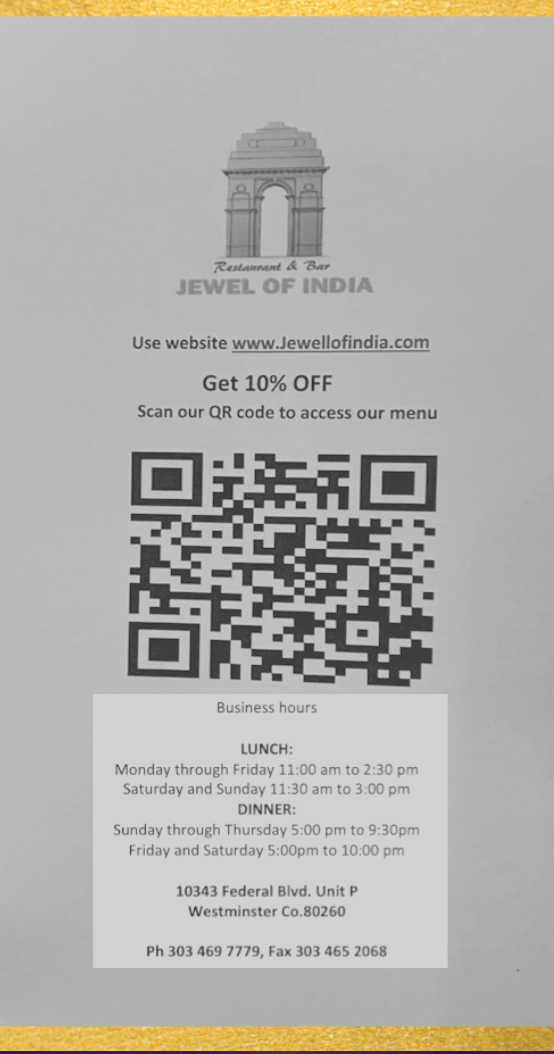 Restaurant & Bar
JEWEL OF INDIA
Use website www.Jewellofindia.com
Get 10% OFF
Scan our QR code to access our menu
Business hours
LUNCH:
Monday through Friday 11:00 am to 2:30 pm
Saturday and Sunday 11:30 am to 3:00 pm
DINNER:
Sunday through Thursday 5:00 pm to 9:30pm
Friday and Saturday 5:00pm to 10:00 pm
10343 Federal Blvd. Unit P
Westminster Co.80260
Ph 303 469 7779, Fax 303 465 2068